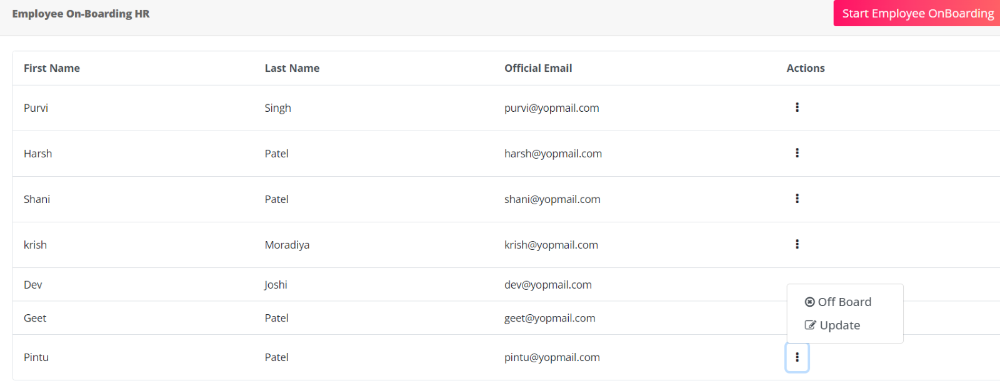 Employee On-Boarding HR
Start Employee OnBoarding
First Name Last Name Official Email Actions
Purvi Singh purvi@yopmail.com
Harsh Patel harsh@yopmail.com
Shani Patel shani@yopmail.com
krish Moradiya krish@yopmail.com
Dev Joshi dev@yopmail.com
Off Board
Geet Patel geet@yopmail.com
Update
Pintu Patel pintu@yopmail.com